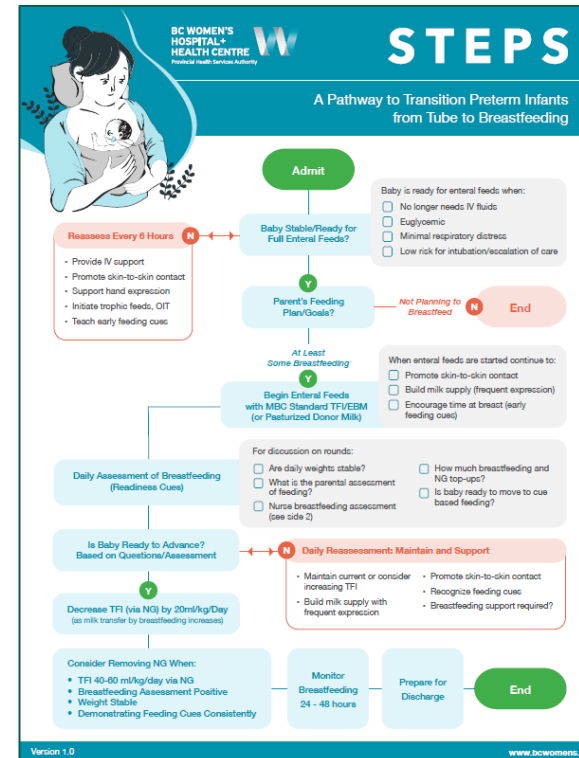 BC WOMEN'S
HOSPITAL+
HEALTH CENTRE
Provincial Health Services Authority
STEPS
A Pathway to Transition Preterm Infants
from Tube to Breastfeeding
Admit
Baby is ready for enteral feeds when:
No longer needs IV fluids
Euglycemic
Minimal respiratory distress
Low risk for intubation/escalation of care
Baby Stable/Ready for
Full Enteral Feeds?
N
Reassess Every 6 Hours
• Provide IV support
• Promote skin-to-skin contact
• Support hand expression
• Initiate trophic feeds, OIT
• Teach early feeding cues
Y
Parent's Feeding
Plan/Goals?
Not Planning to
Breastfeed
N
End
At Least
Some Breastfeeding
Y
Begin Enteral Feeds
with MBC Standard TFI/EBM
(or Pasturized Donor Milk)
When enteral feeds are started continue to:
Promote skin-to-skin contact
Build milk supply (frequent expression)
Encourage time at breast (early
feeding cues)
Daily Assessment of Breastfeeding
(Readiness Cues)
For discussion on rounds:
Are daily weights stable?
What is the parental assessment
of feeding?
Nurse breastfeeding assessment
(see side 2)
How much breastfeeding and
NG top-ups?
Is baby ready to move to cue
based feeding?
Is Baby Ready to Advance?
Based on Questions/Assessment
N
Daily Reassessment: Maintain and Support
• Maintain current or consider
increasing TFI
• Build milk supply with
frequent expression
• Promote skin-to-skin contact
• Recognize feeding cues
• Breastfeeding support required?
Y
Decrease TFI (via NG) by 20ml/kg/Day
(as milk transfer by breastfeeding increases)
Consider Removing NG When:
• TFI 40-60 ml/kg/day via NG
• Breastfeeding Assessment Positive
• Weight Stable
• Demonstrating Feeding Cues Consistently
Monitor
Breastfeeding
24 - 48 hours
Prepare for
Discharge
End
Version 1.0
www.bcwomens.